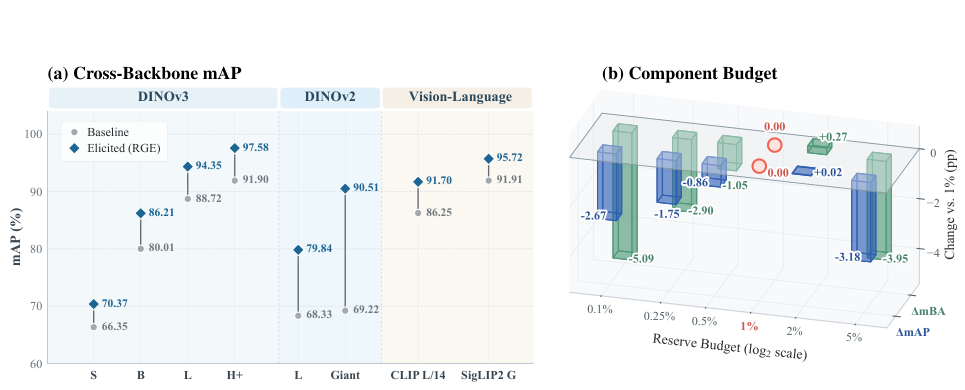 (a) Cross-Backbone mAP
DINOv3
DINOv2
Vision-Language
Baseline
Elicited (RGE)
mAP (%)
100
90
80
70
60
70.37
66.35
86.21
80.01
94.35
88.72
97.58
91.90
79.84
68.33
90.51
69.22
91.70
86.25
95.72
91.91
S
B
L
H+
L
Giant
CLIP L/14
SigLIP2 G
(b) Component Budget
0.00
+0.27
0.00
+0.02
-0.86
-1.05
-1.75
-2.90
-2.67
-5.09
-3.18
-3.95
0
−2
−4
Change vs. 1% (pp)
ΔmBA
ΔmAP
0.1%
0.25%
0.5%
1%
2%
5%
Reserve Budget (log₂ scale)